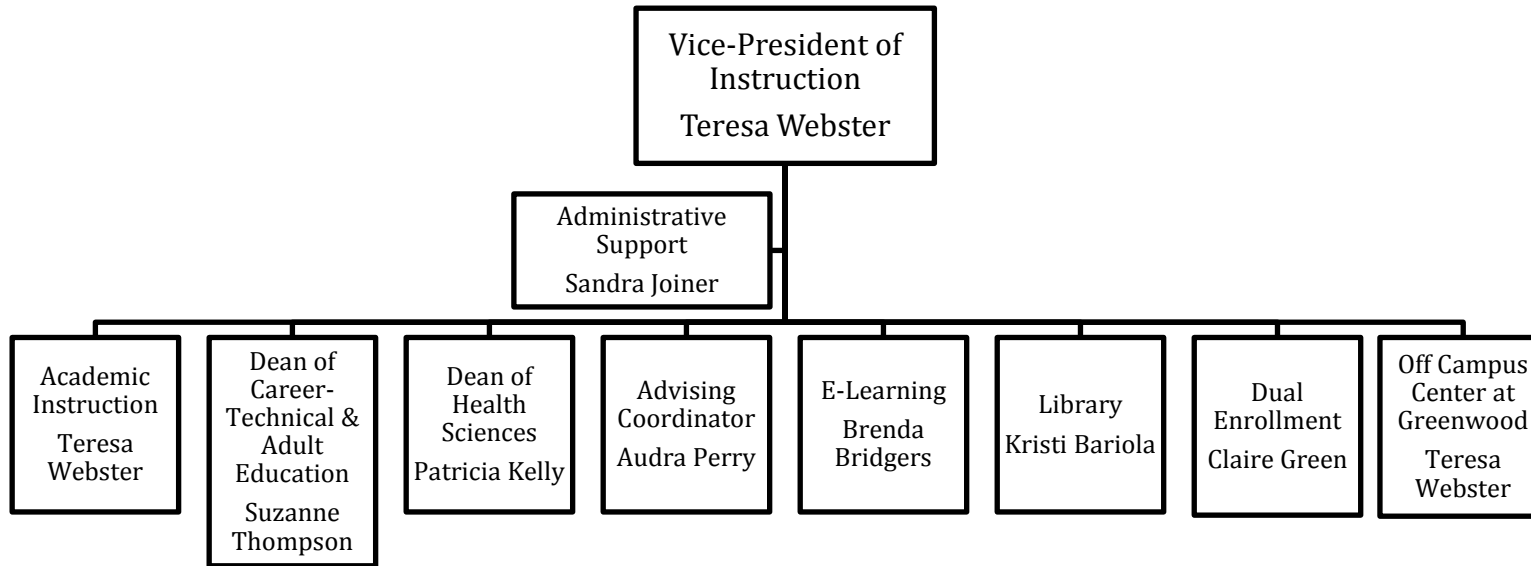 Vice-President of
Instruction
Teresa Webster
Administrative
Support
Sandra Joiner
Academic
Instruction
Teresa
Webster
Dean of
Career-
Technical &
Adult
Education
Suzanne
Thompson
Dean of
Health
Sciences
Patricia Kelly
Advising
Coordinator
Audra Perry
E-Learning
Brenda
Bridgers
Library
Kristi Bariola
Dual
Enrollment
Claire Green
Off Campus
Center at
Greenwood
Teresa
Webster